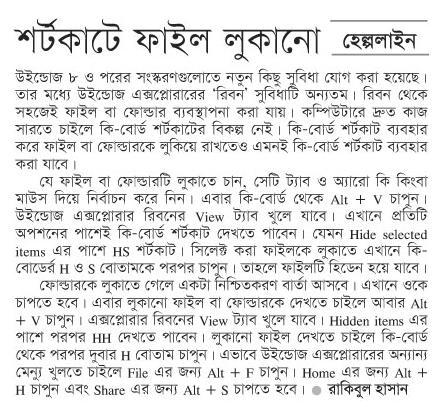 শর্টকাটে ফাইল লুকানো
হেল্পলাইন
উইন্ডোজ ৮ ও পরের সংস্করণগুলোতে নতুন কিছু সুবিধা যোগ করা হয়েছে।
তার মধ্যে উইন্ডোজ এক্সপ্লোরারের ‘রিবন’ সুবিধাটি অন্যতম। রিবন থেকে
সহজেই ফাইল বা ফোল্ডার ব্যবস্থাপনা করা যায়। কম্পিউটারে দ্রুত কাজ
সারতে চাইলে কি-বোর্ড শর্টকাটের বিকল্প নেই। কি-বোর্ড শর্টকাট ব্যবহার
করে ফাইল বা ফোল্ডারকে লুকিয়ে রাখতেও এমনই কি-বোর্ড শর্টকাট ব্যবহার
করা যাবে।
যে ফাইল বা ফোল্ডারটি লুকাতে চান, সেটি ট্যাব ও অ্যারো কি কিংবা
মাউস দিয়ে নির্বাচন করে নিন। এবার কি-বোর্ড থেকে Alt + V চাপুন।
উইন্ডোজ এক্সপ্লোরার রিবনের View ট্যাব খুলে যাবে। এখানে প্রতিটি
অপশনের পাশেই কি-বোর্ড শর্টকাট দেখতে পাবেন। যেমন Hide selected
items এর পাশে HS শর্টকাট। সিলেক্ট করা ফাইলকে লুকাতে এখানে কি-
বোর্ডের H ও S বোতামকে পরপর চাপুন। তাহলে ফাইলটি হিডেন হয়ে যাবে।
ফোল্ডারকে লুকাতে গেলে একটা নিশ্চিতকরণ বার্তা আসবে। এখানে ওকে
চাপতে হবে। এবার লুকানো ফাইল বা ফোল্ডারকে দেখতে চাইলে আবার Alt
+ V চাপুন। এক্সপ্লোরার রিবনের View ট্যাব খুলে যাবে। Hidden items এর
পাশে পরপর HH দেখতে পাবেন। লুকানো ফাইল দেখতে চাইলে কি-বোর্ড
থেকে পরপর দুবার H বোতাম চাপুন। এভাবে উইন্ডোজ এক্সপ্লোরারের অন্যান্য
মেন্যু খুলতে চাইলে File এর জন্য Alt + F চাপুন। Home এর জন্য Alt +
H চাপুন এবং Share এর জন্য Alt + S চাপতে হবে। ● রাকিবুল হাসান